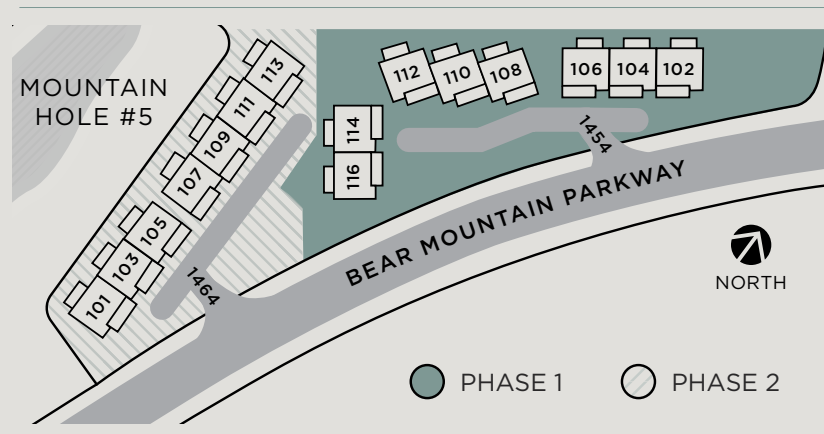 MOUNTAIN
HOLE #5
113
111
109
107
105
103
101
112
110
108
106
104
102
114
116
1454
1464
BEAR MOUNTAIN PARKWAY
NORTH
PHASE 1
PHASE 2